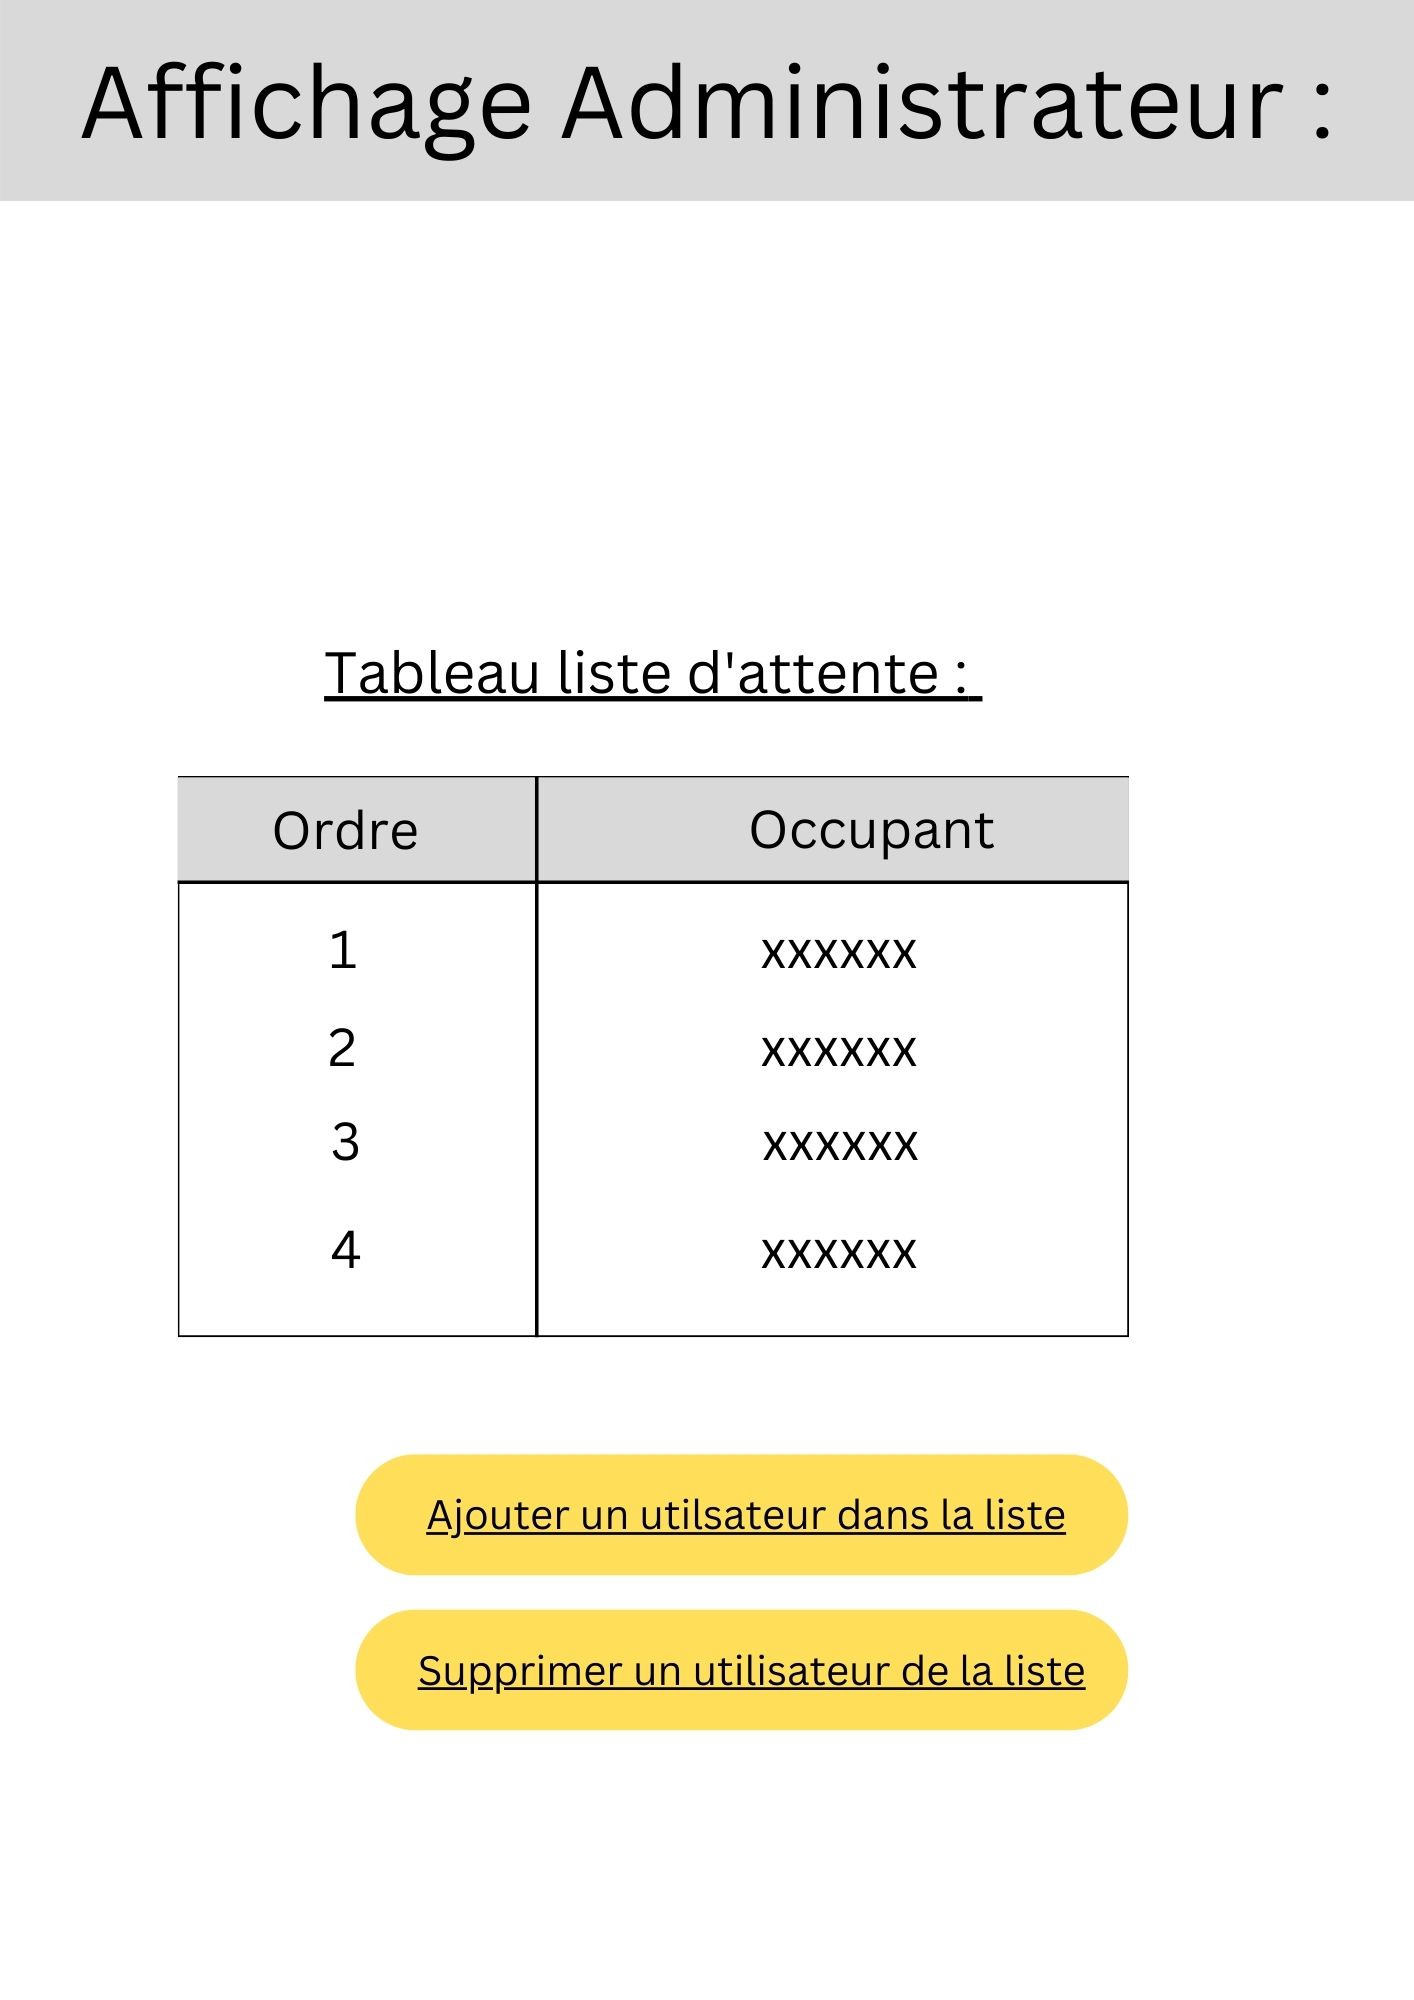 Affichage Administrateur :
Tableau liste d'attente :
Ordre Occupant
1 xxxxxx
2 xxxxxx
3 xxxxxx
4 xxxxxx
Ajouter un utilsateur dans la liste
Supprimer un utilisateur de la liste